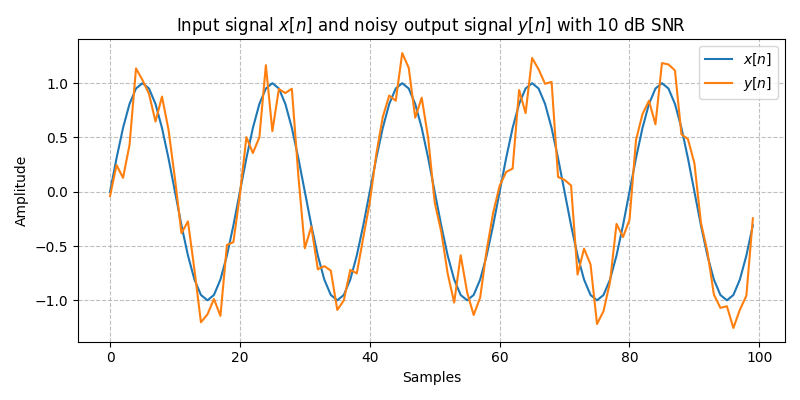 Input signal x[n] and noisy output signal y[n] with 10 dB SNR
x[n]
y[n]
1.0
0.5
0.0
−0.5
−1.0
Amplitude
0 20 40 60 80 100
Samples